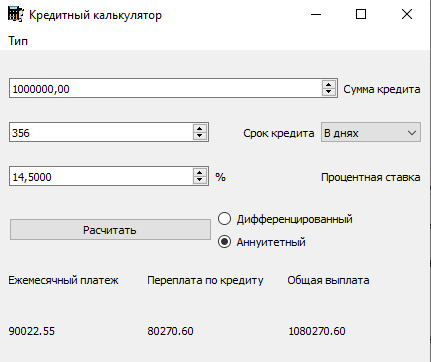 Кредитный калькулятор
Тип
1000000,00 Сумма кредита
356 Срок кредита В днях
14,5000 % Процентная ставка
Дифференцированный
Расчитать
Аннуитетный
Ежемесячный платеж Переплата по кредиту Общая выплата
90022.55 80270.60 1080270.60